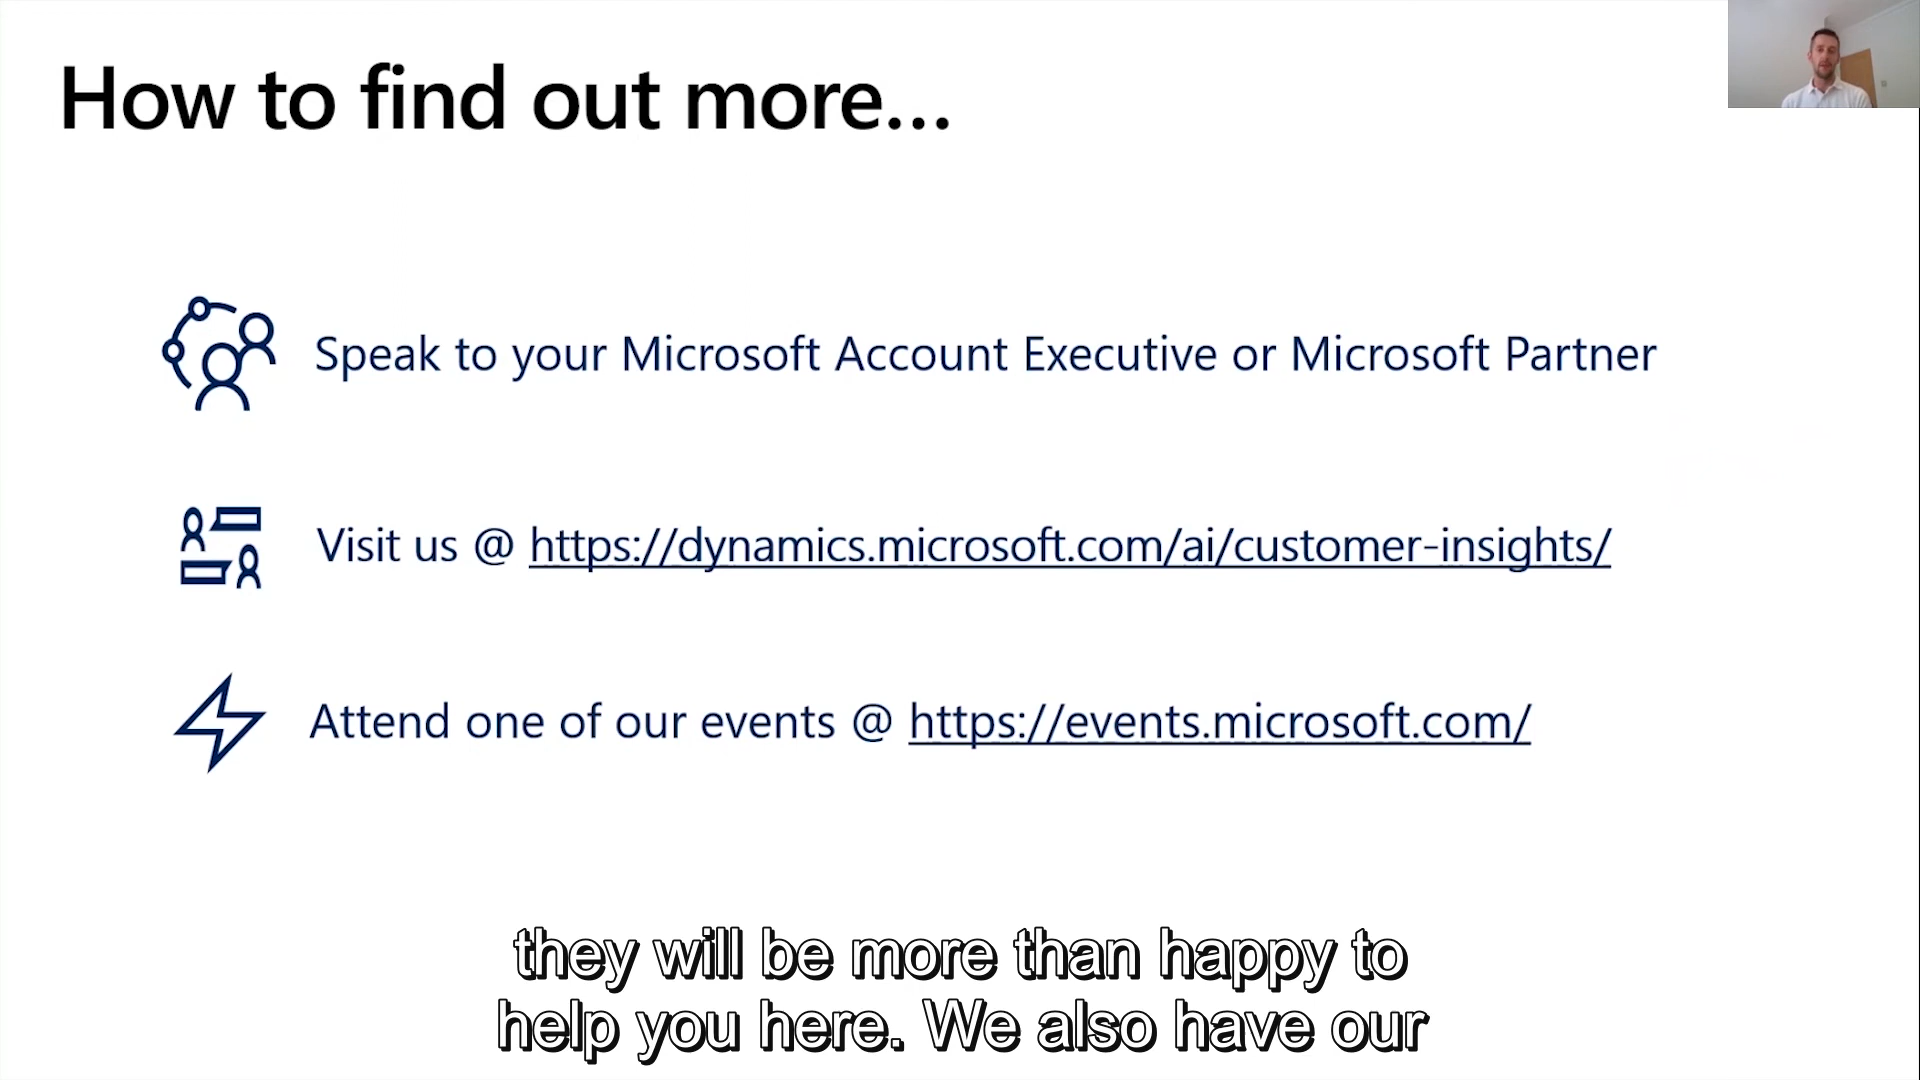 How to find out more...
Speak to your Microsoft Account Executive or Microsoft Partner
Visit us @ https://dynamics.microsoft.com/ai/customer-insights/
Attend one of our events @ https://events.microsoft.com/
they will be more than happy to
help you here. We also have our